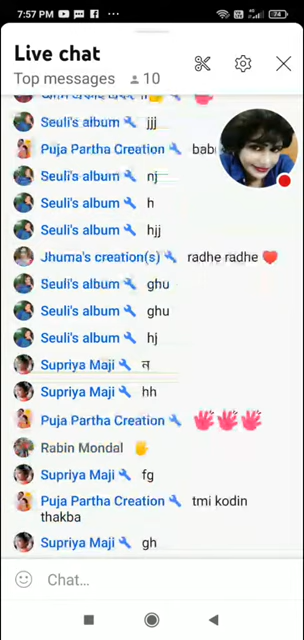 7:57 PM
74
Live chat
Top messages 10
Seuli's album jjj
Puja Partha Creation
Seuli's album nj
Seuli's album h
Seuli's album hjj
Jhuma's creation(s) radhe radhe ❤️
Seuli's album ghu
Seuli's album ghu
Seuli's album hj
Supriya Maji न
Supriya Maji hh
Puja Partha Creation
Rabin Mondal
Supriya Maji fg
Puja Partha Creation tmi kodin
thakba
Supriya Maji gh
Chat...